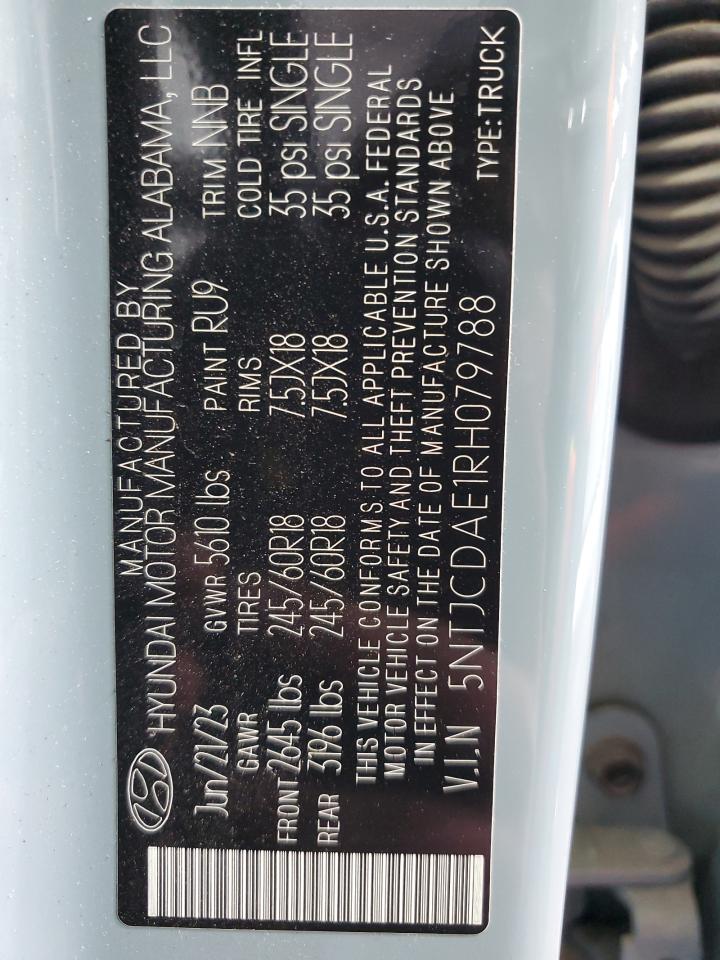 MANUFACTURED BY
HYUNDAI MOTOR MANUFACTURING ALABAMA, LLC
Jun/21/23 GVWR 5610 lbs PAINT RU9 TRIM NNB
GAWR TIRES RIMS COLD TIRE INFL
FRONT 2645 lbs 245/60R18 7.5JX18 35 psi SINGLE
REAR 3196 lbs 245/60R18 7.5JX18 35 psi SINGLE
THIS VEHICLE CONFORMS TO ALL APPLICABLE U.S.A. FEDERAL
MOTOR VEHICLE SAFETY AND THEFT PREVENTION STANDARDS
IN EFFECT ON THE DATE OF MANUFACTURE SHOWN ABOVE
V.I.N 5NTJCDAE1RH079788
TYPE:TRUCK